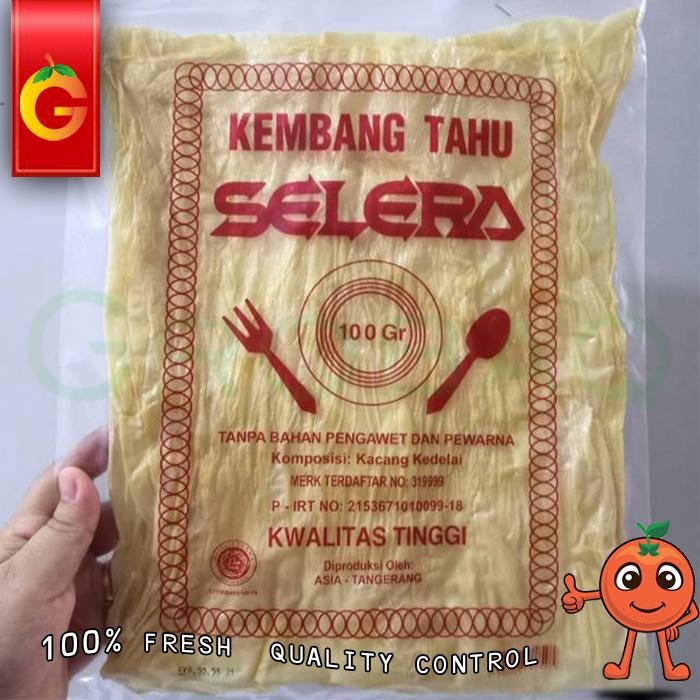 G
KEMBANG TAHU
SELERA
100 Gr
TANPA BAHAN PENGAWET DAN PEWARNA
Komposisi: Kacang Kedelai
MERK TERDAFTAR NO: 319999
P - IRT NO: 2153671010099-18
KWALITAS TINGGI
Diproduksi Oleh:
ASIA - TANGERANG
100% FRESH QUALITY CONTROL